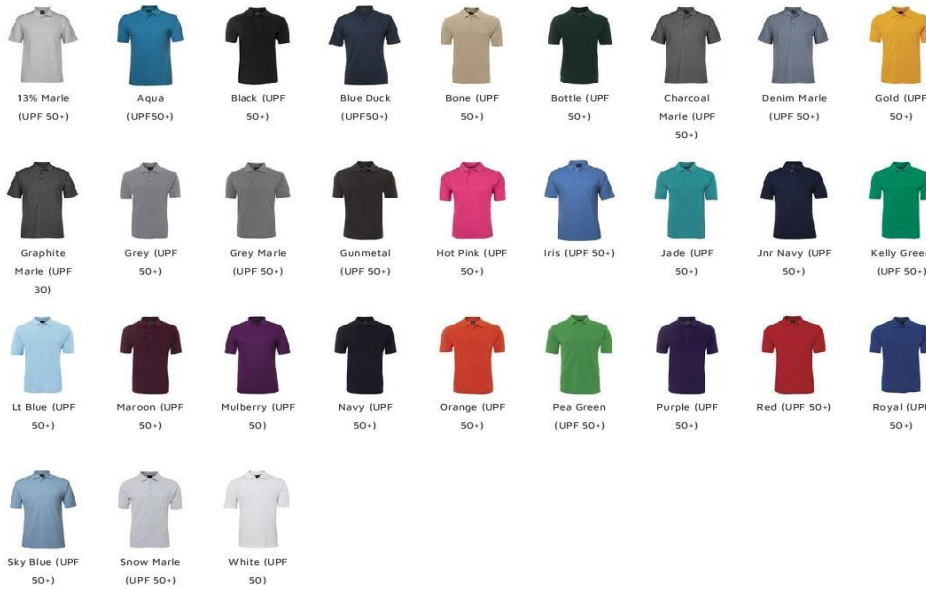 13% Marle
(UPF 50+)
Aqua
(UPF50+)
Black (UPF
50+)
Blue Duck
(UPF50+)
Bone (UPF
50+)
Bottle (UPF
50+)
Charcoal
Marle (UPF
50+)
Denim Marle
(UPF 50+)
Gold (UPF
50+)
Graphite
Marle (UPF
30)
Grey (UPF
50+)
Grey Marle
(UPF 50+)
Gunmetal
(UPF 50+)
Hot Pink (UPF
50+)
Iris (UPF 50+)
Jade (UPF
50+)
Jnr Navy (UPF
50+)
Kelly Green
(UPF 50+)
Lt Blue (UPF
50+)
Maroon (UPF
50+)
Mulberry (UPF
50)
Navy (UPF
50+)
Orange (UPF
50+)
Pea Green
(UPF 50+)
Purple (UPF
50+)
Red (UPF 50+)
Royal (UPF
50+)
Sky Blue (UPF
50+)
Snow Marle
(UPF 50+)
White (UPF
50)